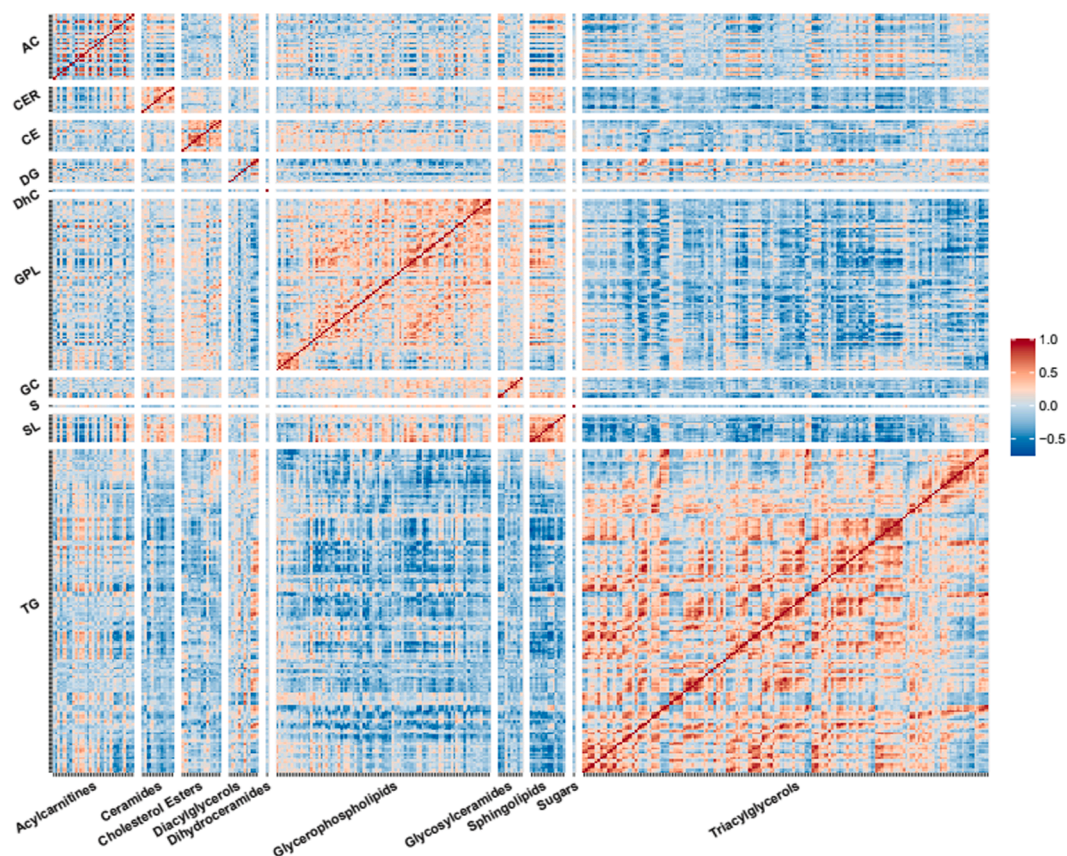 AC
CER
CE
DG
DhC
GPL
GC
S
SL
TG
1.0
0.5
0.0
−0.5
Acylcarnitines
Ceramides
Cholesterol Esters
Diacylglycerols
Dihydroceramides
Glycerophospholipids
Glycosylceramides
Sphingolipids
Sugars
Triacylglycerols